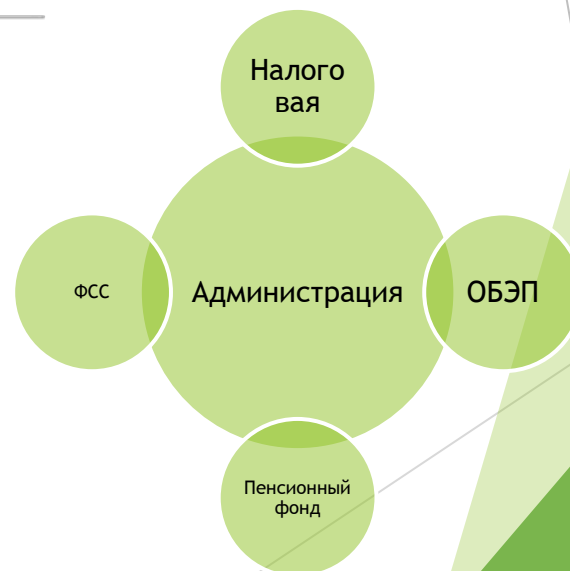 Налого
вая
ФСС
Администрация
ОБЭП
Пенсионный
фонд